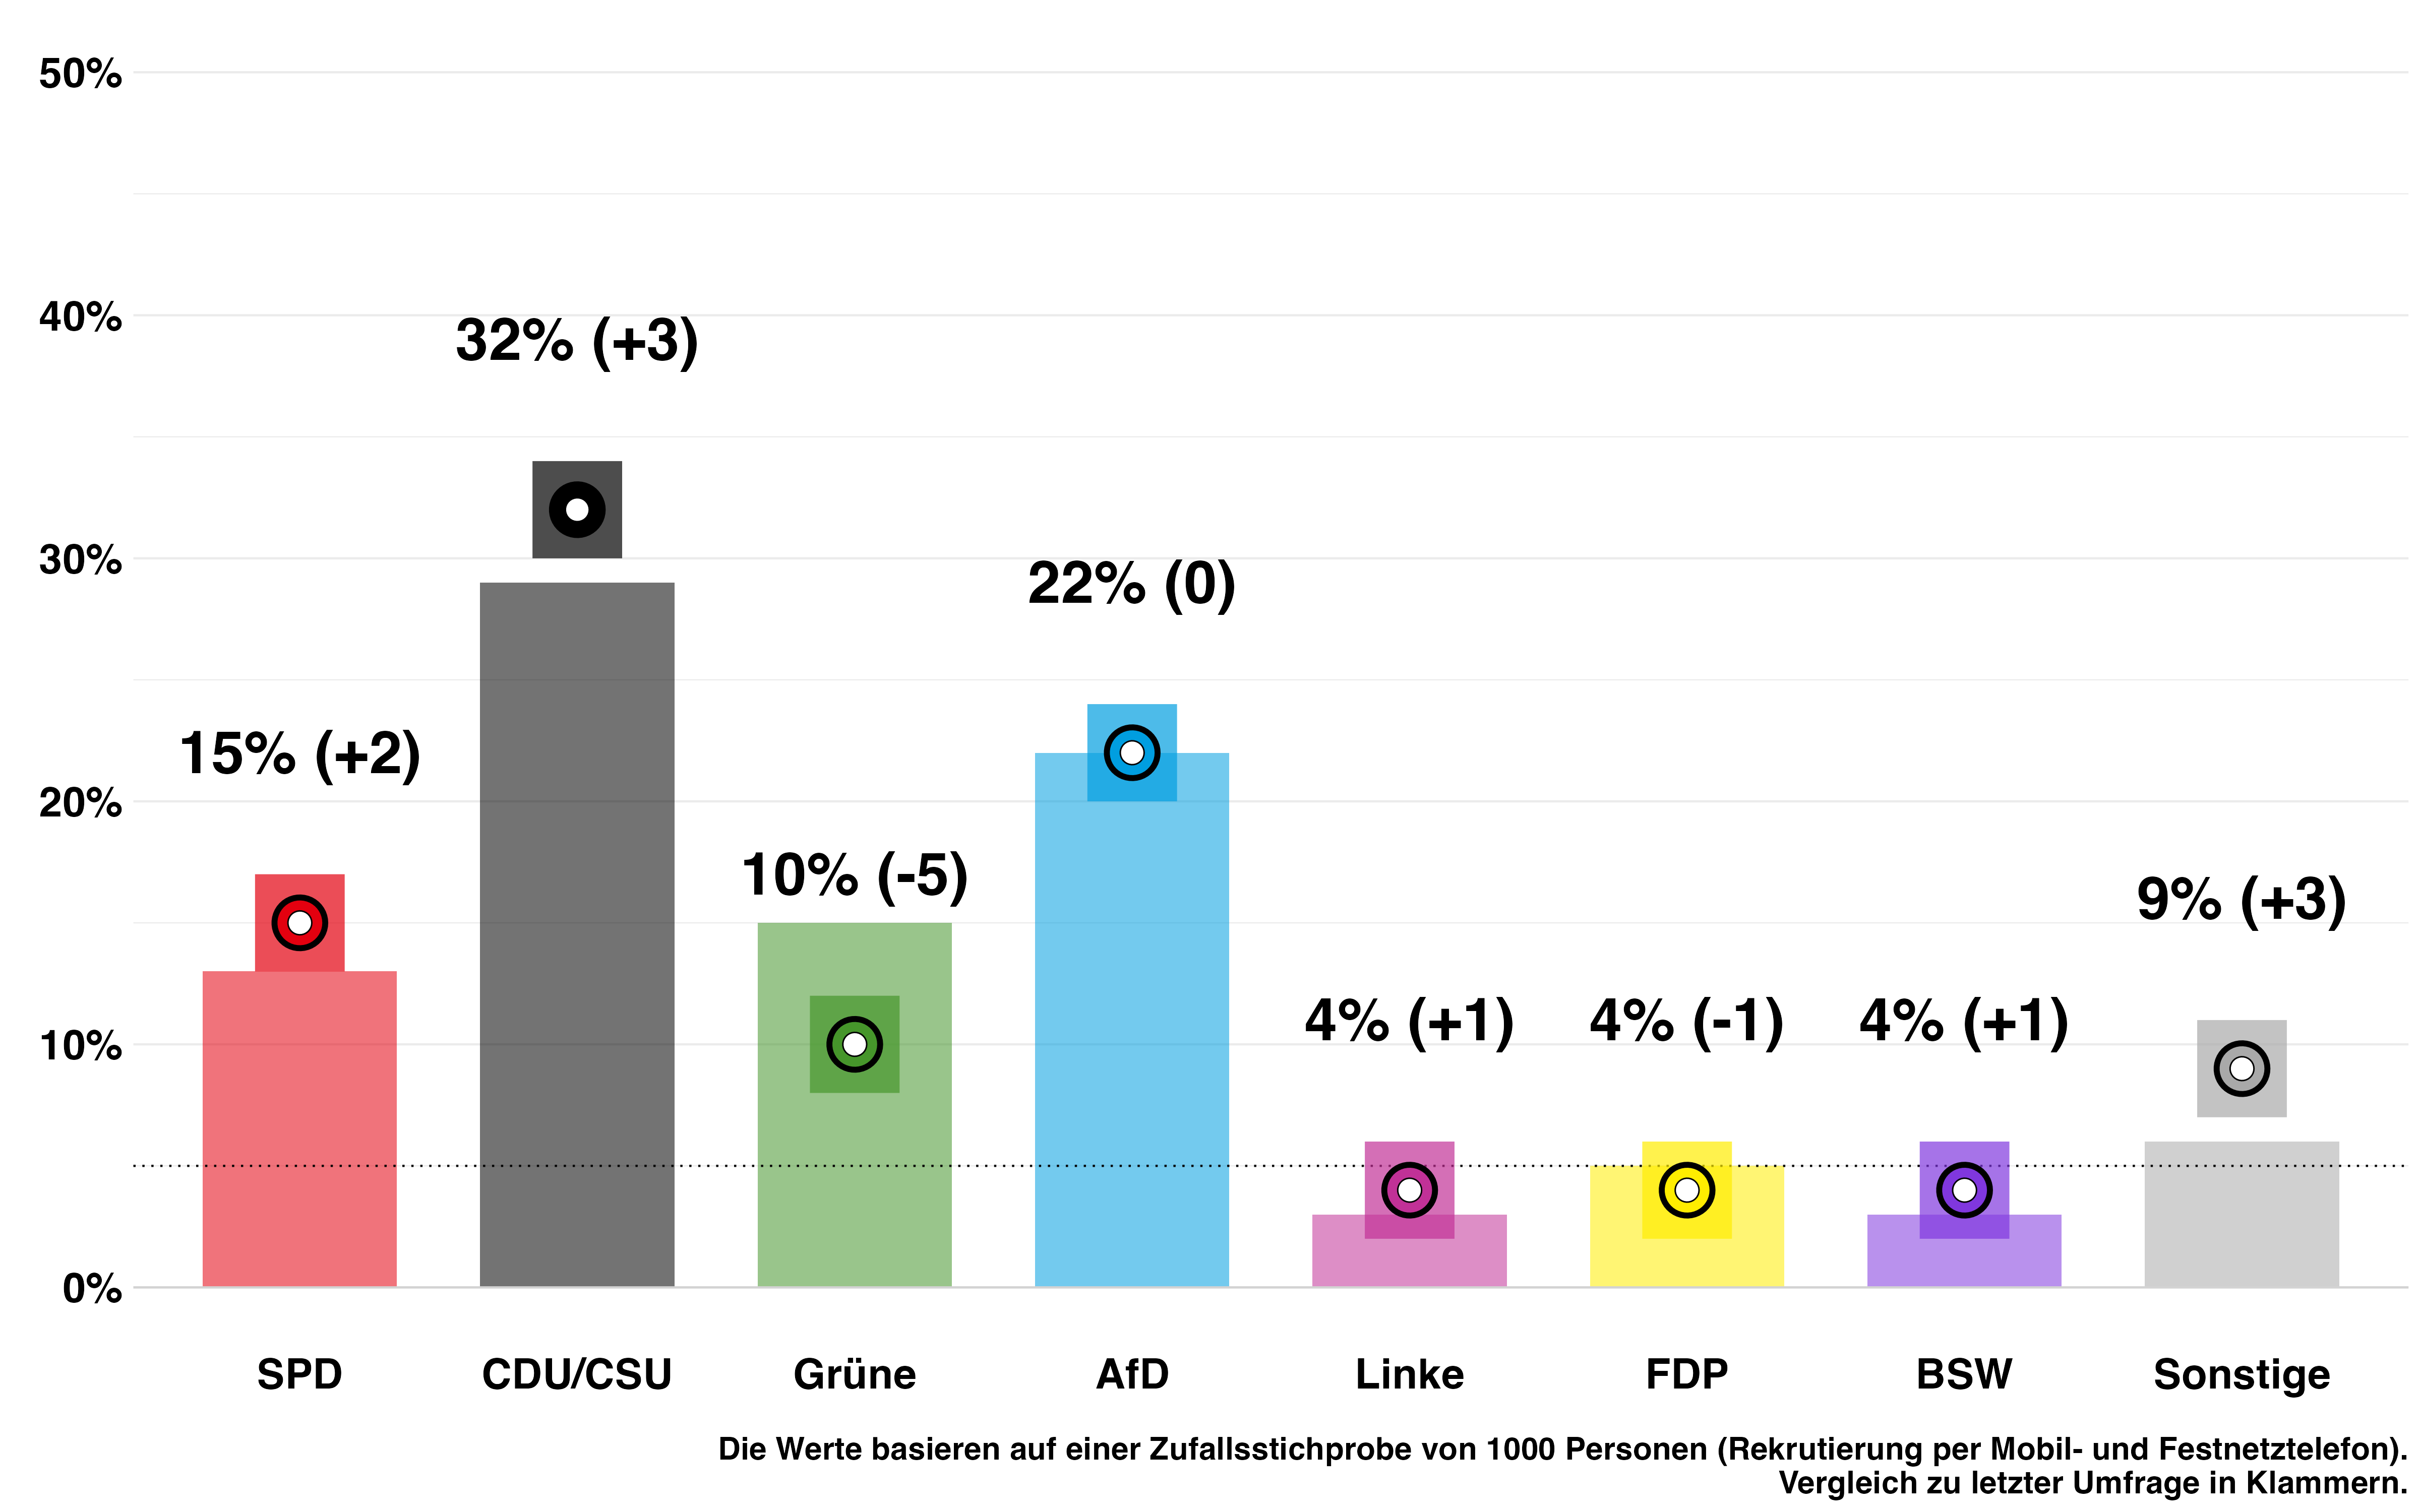 50%
40%
30%
20%
10%
0%
15% (+2)
32% (+3)
10% (-5)
22% (0)
4% (+1)
4% (-1)
4% (+1)
9% (+3)
SPD
CDU/CSU
Grüne
AfD
Linke
FDP
BSW
Sonstige
Die Werte basieren auf einer Zufallsstichprobe von 1000 Personen (Rekrutierung per Mobil- und Festnetztelefon).
Vergleich zu letzter Umfrage in Klammern.